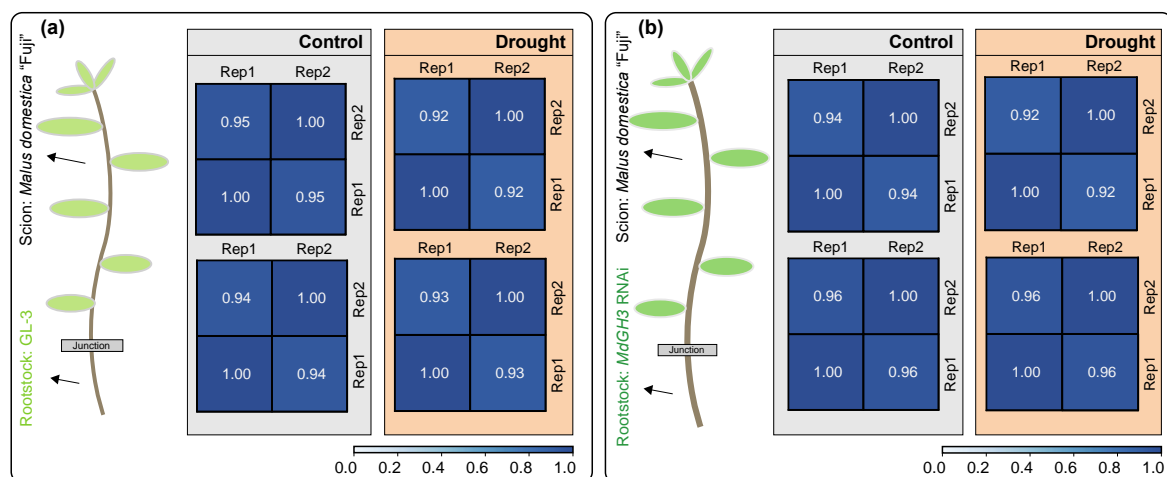 (a)
Scion: Malus domestica "Fuji"
Rootstock: GL-3
Junction
Control
Rep1 Rep2
0.95 1.00 Rep2
1.00 0.95 Rep1
Rep1 Rep2
0.94 1.00 Rep2
1.00 0.94 Rep1
Drought
Rep1 Rep2
0.92 1.00 Rep2
1.00 0.92 Rep1
Rep1 Rep2
0.93 1.00 Rep2
1.00 0.93 Rep1
0.0 0.2 0.4 0.6 0.8 1.0
(b)
Scion: Malus domestica "Fuji"
Rootstock: MdGH3 RNAi
Junction
Control
Rep1 Rep2
0.94 1.00 Rep2
1.00 0.94 Rep1
Rep1 Rep2
0.96 1.00 Rep2
1.00 0.96 Rep1
Drought
Rep1 Rep2
0.92 1.00 Rep2
1.00 0.92 Rep1
Rep1 Rep2
0.96 1.00 Rep2
1.00 0.96 Rep1
0.0 0.2 0.4 0.6 0.8 1.0